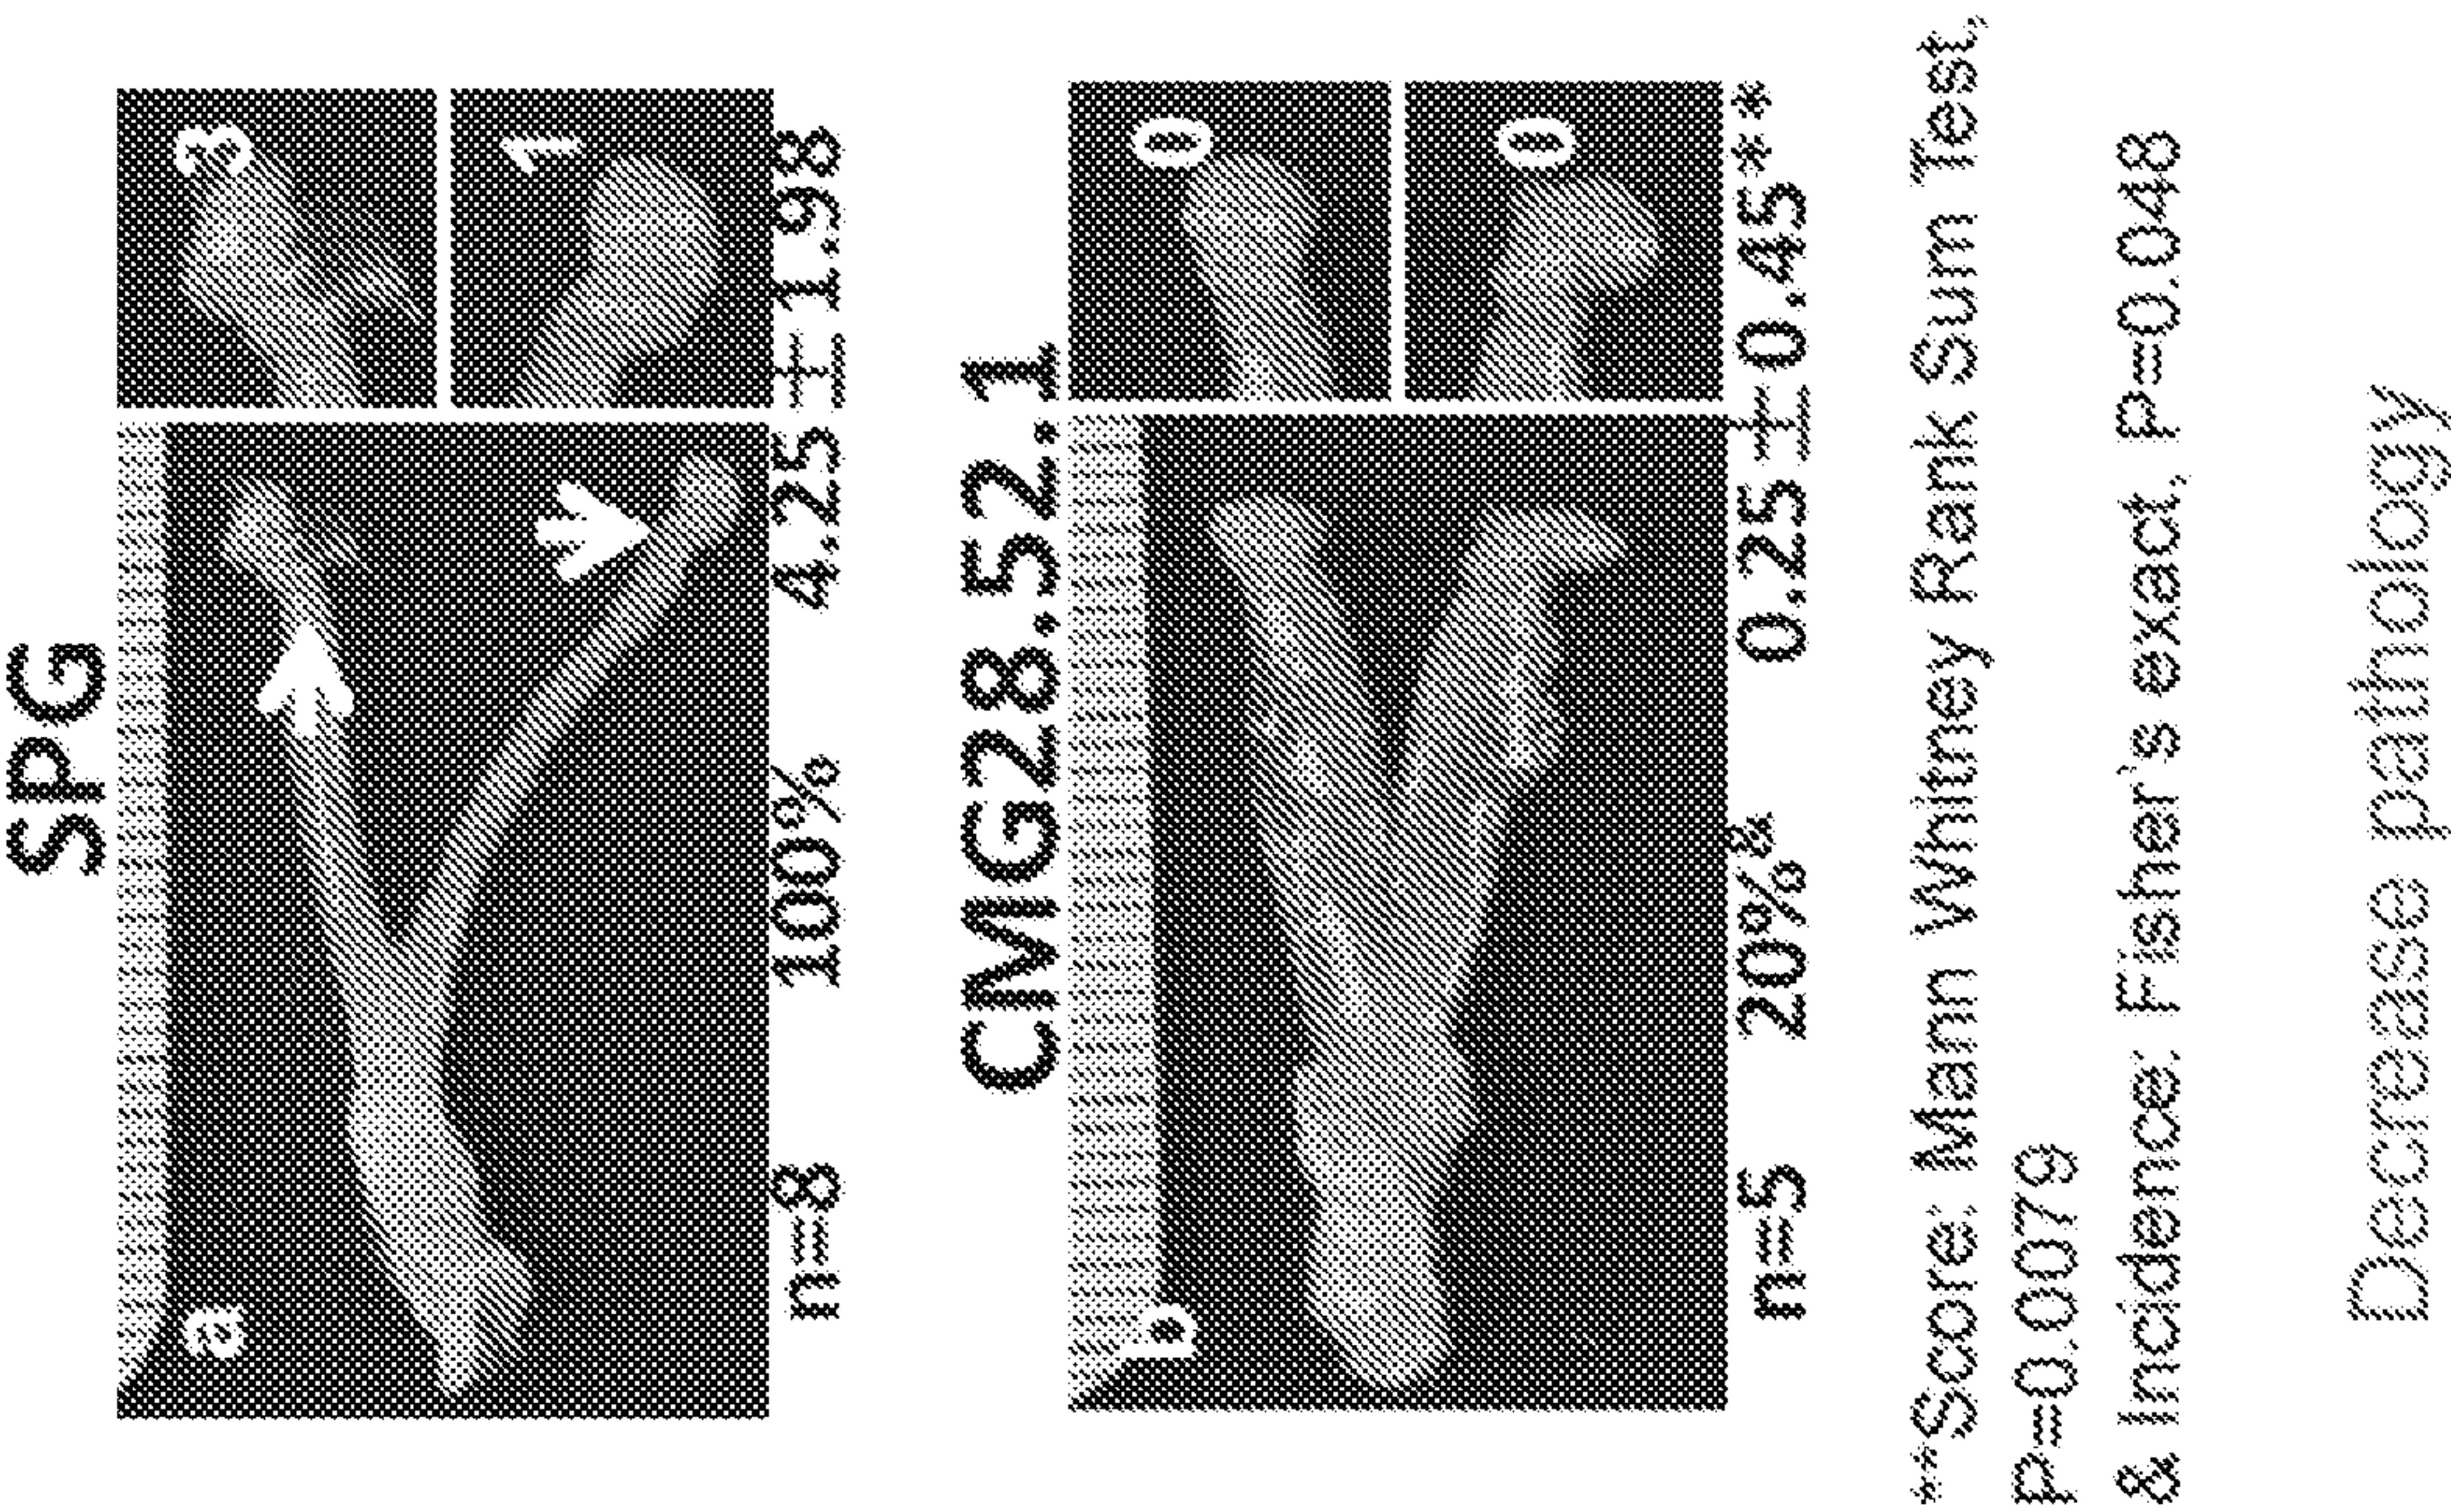 SPG
a
3
1
n=8 100% 4.25 ± 1.98
CMG28.52.1
b
0
0
n=5 20%& 0.25 ± 0.45**
**Score: Mann Whitney Rank Sum Test,
P=0.0079
& Incidence: Fisher's exact, P=0.048
Decrease pathology